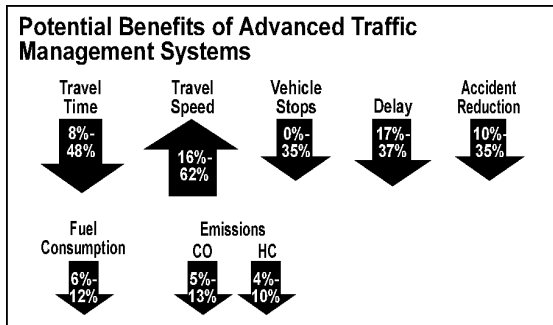 Potential Benefits of Advanced Traffic
Management Systems
Travel
Time
8%-
48%
Travel
Speed
16%-
62%
Vehicle
Stops
0%-
35%
Delay
17%-
37%
Accident
Reduction
10%-
35%
Fuel
Consumption
6%-
12%
Emissions
CO
5%-
13%
HC
4%-
10%